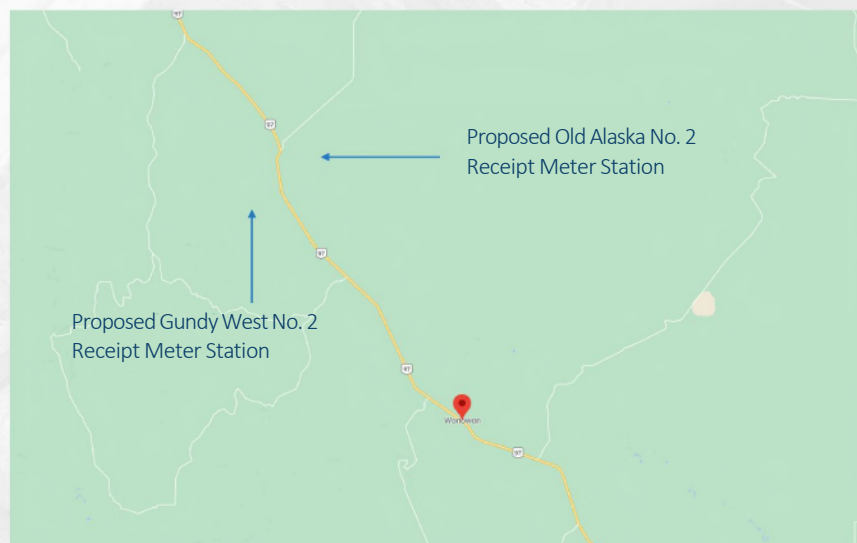 97
97
Proposed Old Alaska No. 2
Receipt Meter Station
97
Proposed Gundy West No. 2
Receipt Meter Station
97
Wonowon
97